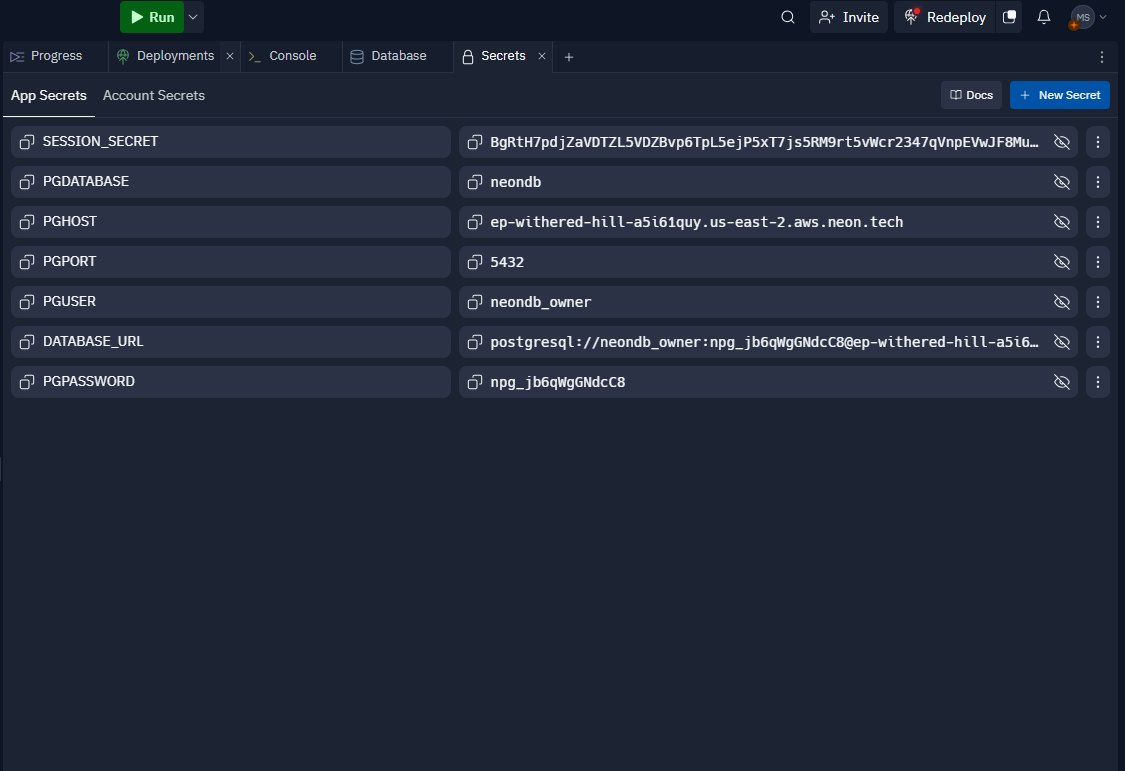 Run
Invite
Redeploy
MS
Progress
Deployments
Console
Database
Secrets
App Secrets
Account Secrets
Docs
New Secret
SESSION_SECRET
BgRtH7pdjZaVDTZL5VDZBvp6TpL5ejP5xT7js5RM9rt5vWcr2347qVnpEVwJF8Mu…
PGDATABASE
neondb
PGHOST
ep-withered-hill-a5i61quy.us-east-2.aws.neon.tech
PGPORT
5432
PGUSER
neondb_owner
DATABASE_URL
postgresql://neondb_owner:npg_jb6qWgGNdcC8@ep-withered-hill-a5i6…
PGPASSWORD
npg_jb6qWgGNdcC8